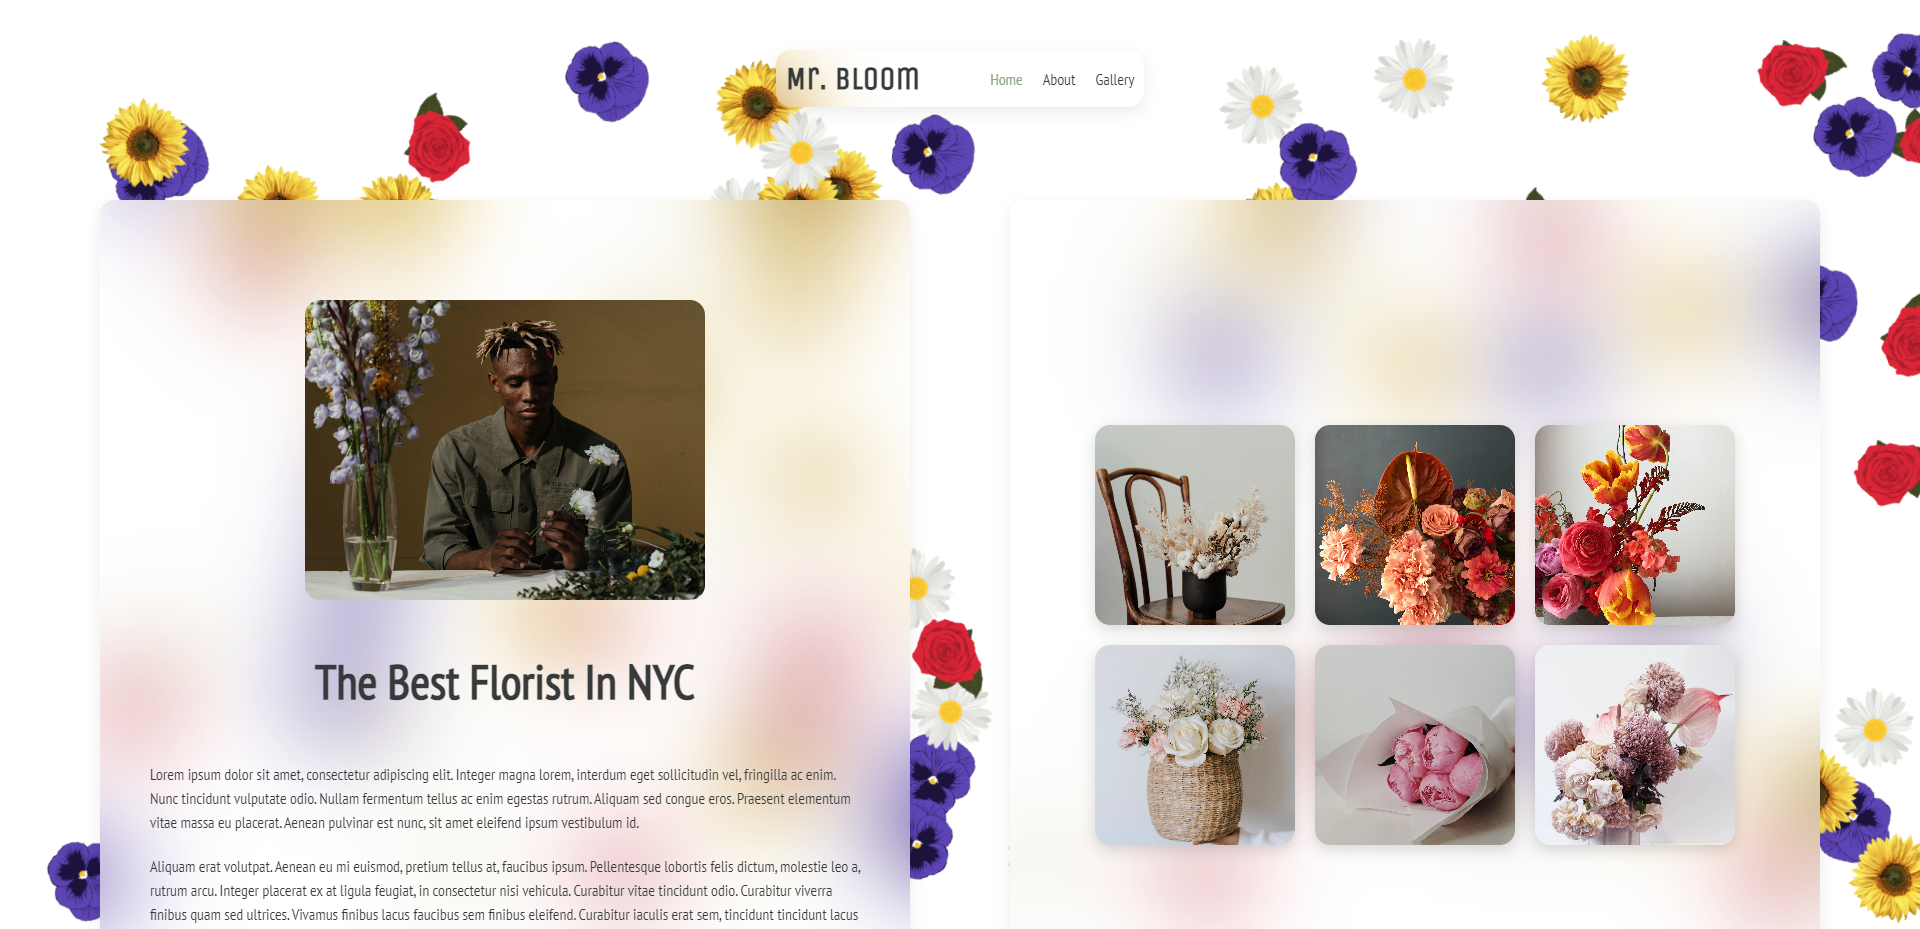 Mr. BLOOM
Home About Gallery
The Best Florist In NYC
Lorem ipsum dolor sit amet, consectetur adipiscing elit. Integer magna lorem, interdum eget sollicitudin vel, fringilla ac enim.
Nunc tincidunt vulputate odio. Nullam fermentum tellus ac enim egestas rutrum. Aliquam sed congue eros. Praesent elementum
vitae massa eu placerat. Aenean pulvinar est nunc, sit amet eleifend ipsum vestibulum id.
Aliquam erat volutpat. Aenean eu mi euismod, pretium tellus at, faucibus ipsum. Pellentesque lobortis felis dictum, molestie leo a,
rutrum arcu. Integer placerat ex at ligula feugiat, in consectetur nisi vehicula. Curabitur vitae tincidunt odio. Curabitur viverra
finibus quam sed ultrices. Vivamus finibus lacus faucibus sem finibus eleifend. Curabitur iaculis erat sem, tincidunt tincidunt lacus